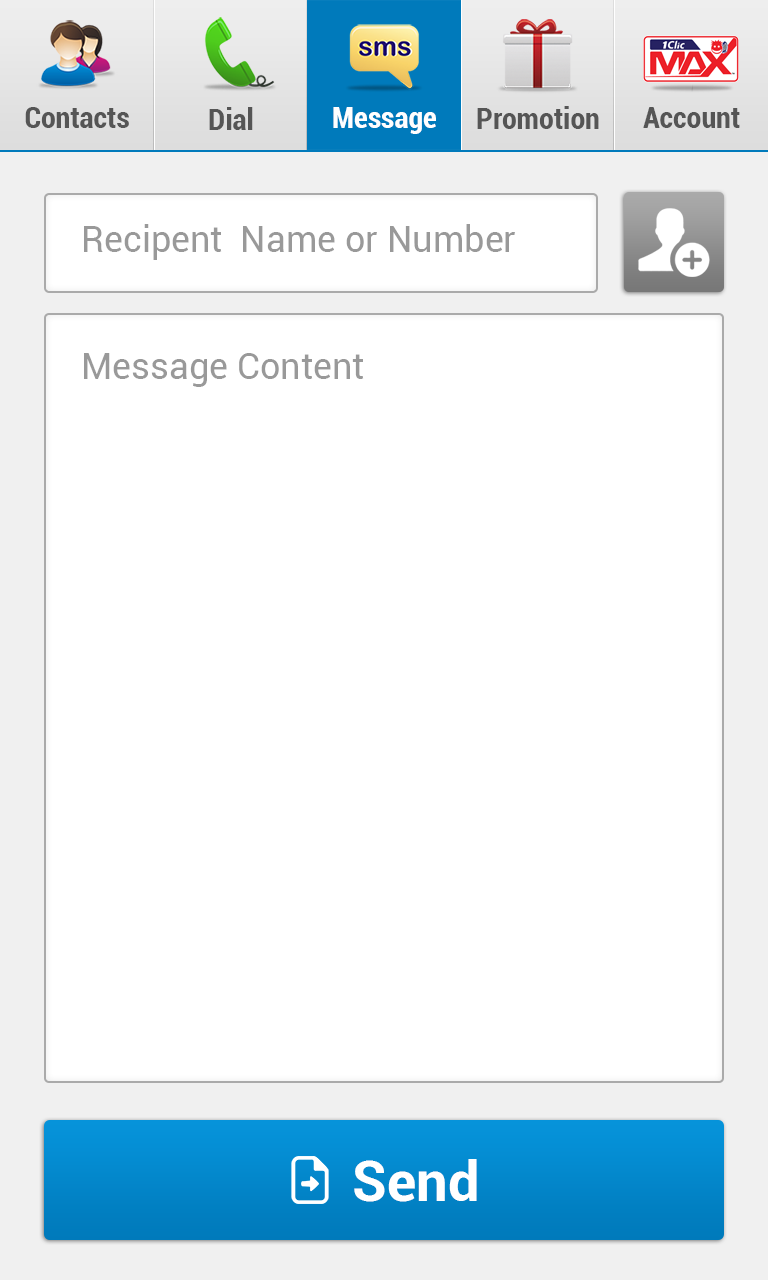 sms
1Clic
MAX
Contacts
Dial
Message
Promotion
Account
Recipent  Name or Number
Message Content
Send